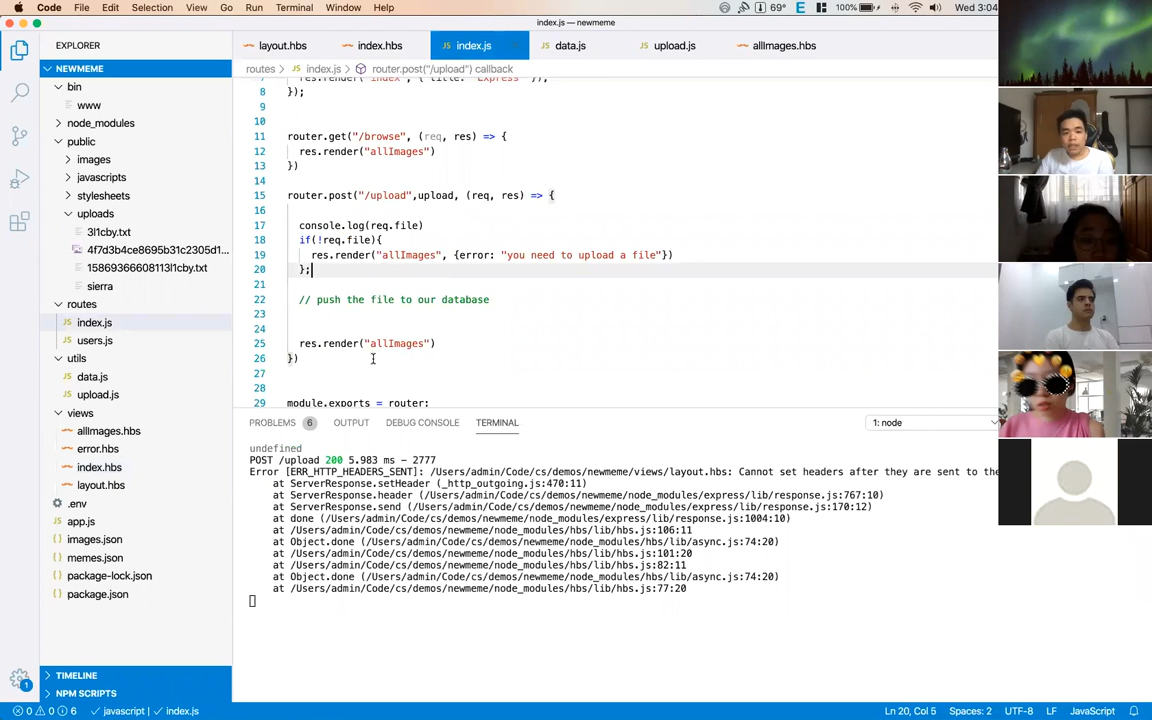 Code File Edit Selection View Go Run Terminal Window Help 69° 100% Wed 3:04
index.js — newmeme
EXPLORER
layout.hbs index.hbs index.js data.js upload.js allImages.hbs
NEWMEME
bin
www
node_modules
public
images
javascripts
stylesheets
uploads
3l1cby.txt
4f7d3b4ce8695b31c2305d1...
15869366608113l1cby.txt
sierra
routes
index.js
users.js
utils
data.js
upload.js
views
allImages.hbs
error.hbs
index.hbs
layout.hbs
.env
app.js
images.json
memes.json
package-lock.json
package.json
TIMELINE
NPM SCRIPTS
routes > index.js > router.post("/upload") callback
7 res.render("index", { title: "Express" });
8 });
9
10
11 router.get("/browse", (req, res) => {
12 res.render("allImages")
13 })
14
15 router.post("/upload",upload, (req, res) => {
16
17 console.log(req.file)
18 if(!req.file){
19 res.render("allImages", {error: "you need to upload a file"})
20 };
21
22 // push the file to our database
23
24
25 res.render("allImages")
26 })
27
28
29 module.exports = router;
PROBLEMS 6 OUTPUT DEBUG CONSOLE TERMINAL 1: node
undefined
POST /upload 200 5.983 ms - 2777
Error [ERR_HTTP_HEADERS_SENT]: /Users/admin/Code/cs/demos/newmeme/views/layout.hbs: Cannot set headers after they are sent to the
at ServerResponse.setHeader (_http_outgoing.js:470:11)
at ServerResponse.header (/Users/admin/Code/cs/demos/newmeme/node_modules/express/lib/response.js:767:10)
at ServerResponse.send (/Users/admin/Code/cs/demos/newmeme/node_modules/express/lib/response.js:170:12)
at done (/Users/admin/Code/cs/demos/newmeme/node_modules/express/lib/response.js:1004:10)
at /Users/admin/Code/cs/demos/newmeme/node_modules/hbs/lib/hbs.js:106:11
at Object.done (/Users/admin/Code/cs/demos/newmeme/node_modules/hbs/lib/async.js:74:20)
at /Users/admin/Code/cs/demos/newmeme/node_modules/hbs/lib/hbs.js:101:20
at /Users/admin/Code/cs/demos/newmeme/node_modules/hbs/lib/hbs.js:82:11
at Object.done (/Users/admin/Code/cs/demos/newmeme/node_modules/hbs/lib/async.js:74:20)
at /Users/admin/Code/cs/demos/newmeme/node_modules/hbs/lib/hbs.js:77:20
0 0 6 javascript | index.js Ln 20, Col 5 Spaces: 2 UTF-8 LF JavaScript